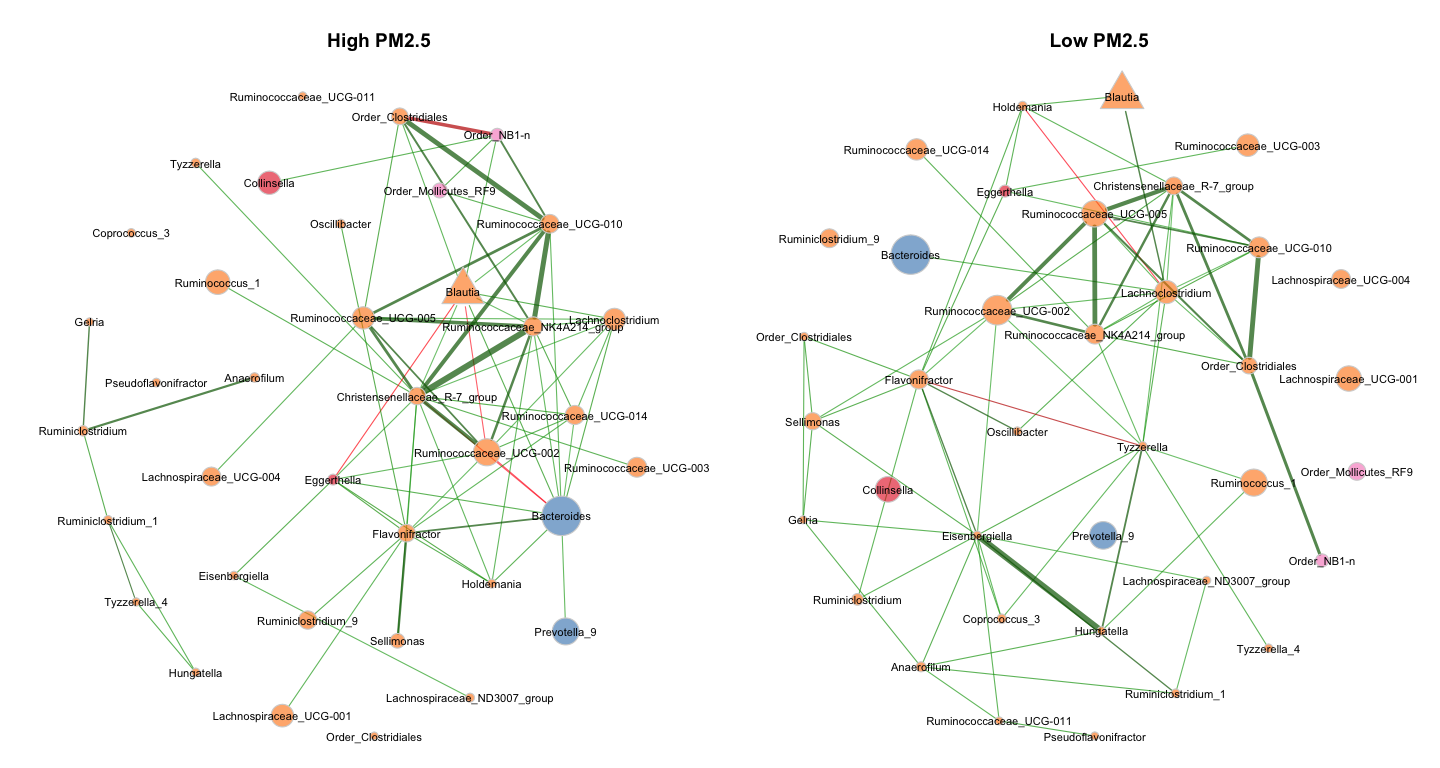 High PM2.5
Ruminococcaceae_UCG-011
Order_Clostridiales
Order_NB1-n
Tyzzerella
Collinsella
Order_Mollicutes_RF9
Oscillibacter
Ruminococcaceae_UCG-010
Coprococcus_3
Ruminococcus_1
Blautia
Gelria
Ruminococcaceae_UCG-005
Ruminococcaceae_NK4A214_group
Lachnoclostridium
Pseudoflavonifractor
Anaerofilum
Christensenellaceae_R-7_group
Ruminococcaceae_UCG-014
Ruminiclostridium
Ruminococcaceae_UCG-002
Ruminococcaceae_UCG-003
Lachnospiraceae_UCG-004
Eggerthella
Bacteroides
Ruminiclostridium_1
Flavonifractor
Eisenbergiella
Holdemania
Tyzzerella_4
Ruminiclostridium_9
Sellimonas
Prevotella_9
Hungatella
Lachnospiraceae_ND3007_group
Lachnospiraceae_UCG-001
Order_Clostridiales
Low PM2.5
Blautia
Holdemania
Ruminococcaceae_UCG-014
Ruminococcaceae_UCG-003
Eggerthella
Christensenellaceae_R-7_group
Ruminococcaceae_UCG-005
Ruminiclostridium_9
Bacteroides
Ruminococcaceae_UCG-010
Lachnospiraceae_UCG-004
Lachnoclostridium
Ruminococcaceae_UCG-002
Order_Clostridiales
Ruminococcaceae_NK4A214_group
Order_Clostridiales
Flavonifractor
Lachnospiraceae_UCG-001
Sellimonas
Oscillibacter
Tyzzerella
Order_Mollicutes_RF9
Ruminococcus_1
Collinsella
Gelria
Eisenbergiella
Prevotella_9
Order_NB1-n
Lachnospiraceae_ND3007_group
Ruminiclostridium
Coprococcus_3
Hungatella
Tyzzerella_4
Anaerofilum
Ruminiclostridium_1
Ruminococcaceae_UCG-011
Pseudoflavonifractor